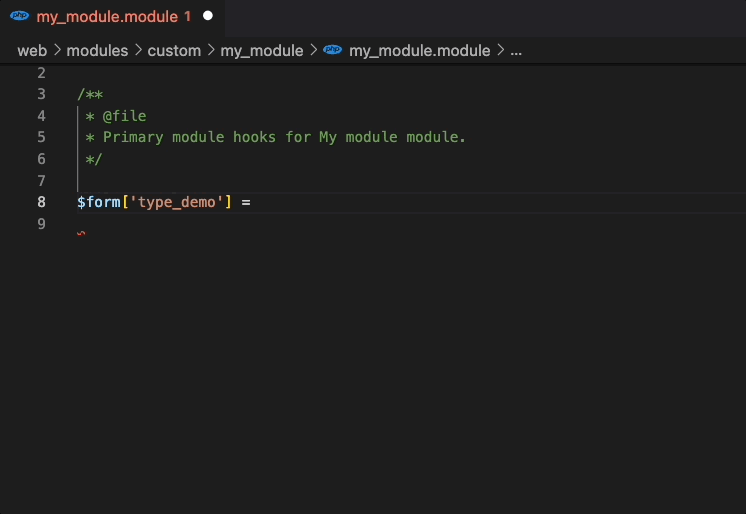 php my_module.module 1
web > modules > custom > my_module > php my_module.module > ...
2
3 /**
4 * @file
5 * Primary module hooks for My module module.
6 */
7
8 $form['type_demo'] =
9